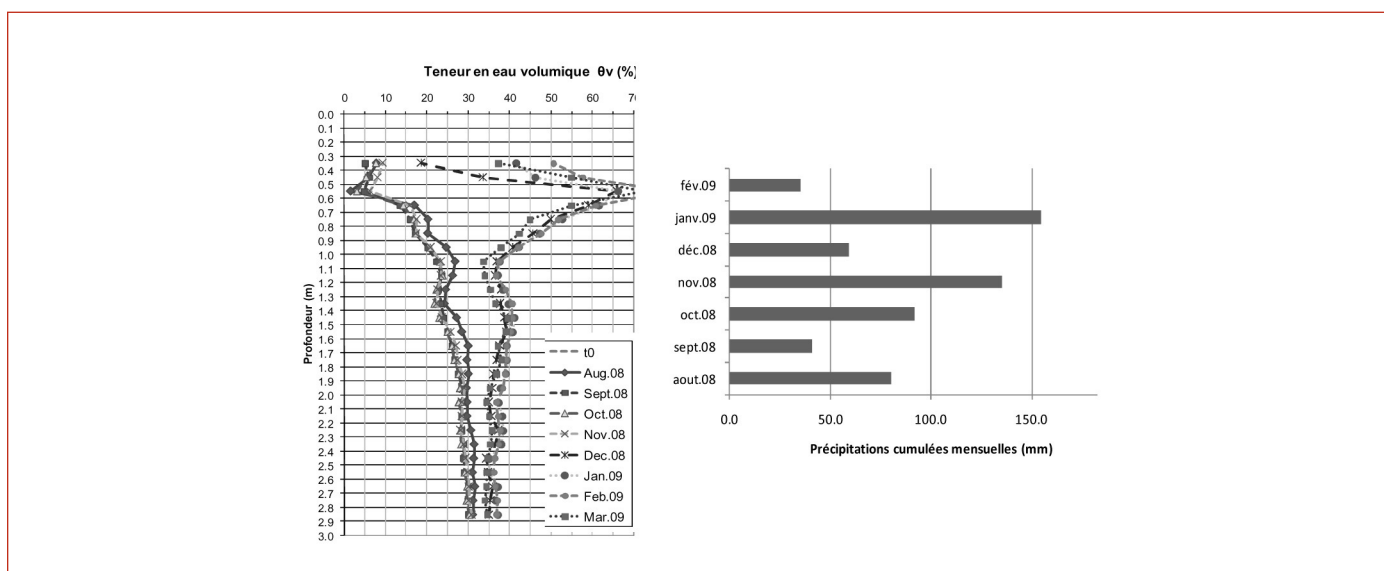 Teneur en eau volumique θv (%)
0 10 20 30 40 50 60 70
Profondeur (m)
0.0
0.1
0.2
0.3
0.4
0.5
0.6
0.7
0.8
0.9
1.0
1.1
1.2
1.3
1.4
1.5
1.6
1.7
1.8
1.9
2.0
2.1
2.2
2.3
2.4
2.5
2.6
2.7
2.8
2.9
3.0
t0
Aug.08
Sept.08
Oct.08
Nov.08
Dec.08
Jan.09
Feb.09
Mar.09
fév.09
janv.09
déc.08
nov.08
oct.08
sept.08
aout.08
0.0 50.0 100.0 150.0
Précipitations cumulées mensuelles (mm)